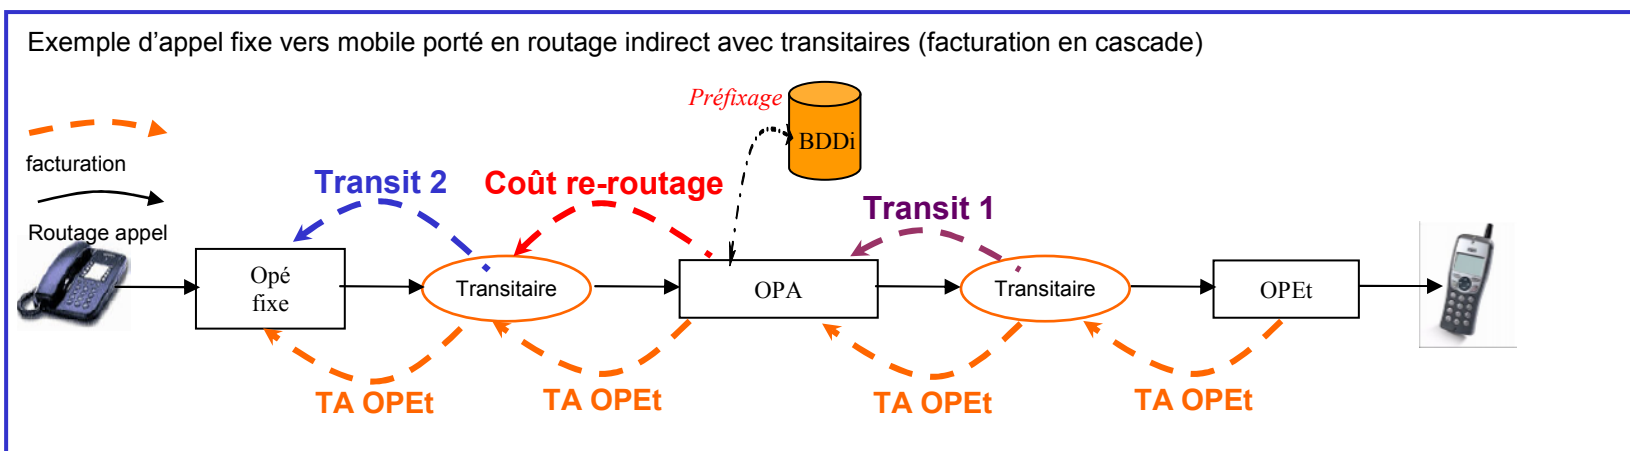 Exemple d’appel fixe vers mobile porté en routage indirect avec transitaires (facturation en cascade)
Préfixage
BDDi
facturation
Transit 2
Coût re-routage
Transit 1
Routage appel
Opé
fixe
Transitaire
OPA
Transitaire
OPEt
TA OPEt
TA OPEt
TA OPEt
TA OPEt